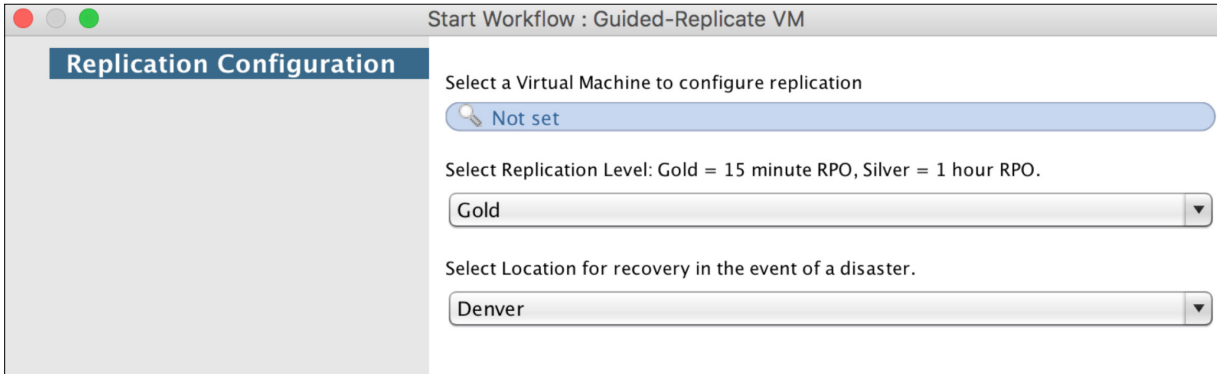 Start Workflow : Guided-Replicate VM
Replication Configuration
Select a Virtual Machine to configure replication
Not set
Select Replication Level: Gold = 15 minute RPO, Silver = 1 hour RPO.
Gold
Select Location for recovery in the event of a disaster.
Denver